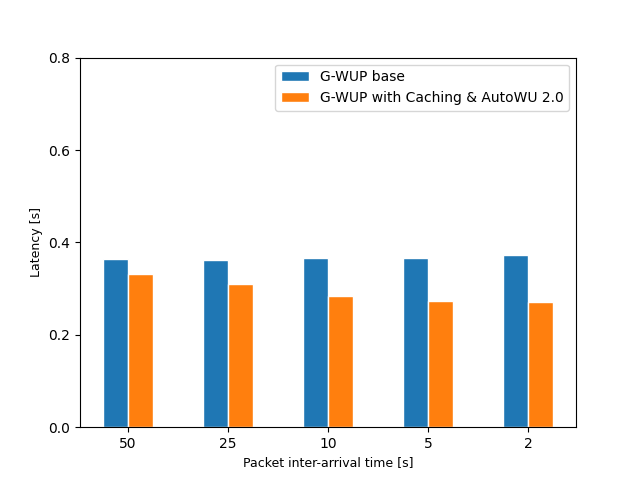 G-WUP base
G-WUP with Caching & AutoWU 2.0
Latency [s]
0.8
0.6
0.4
0.2
0.0
50 25 10 5 2
Packet inter-arrival time [s]